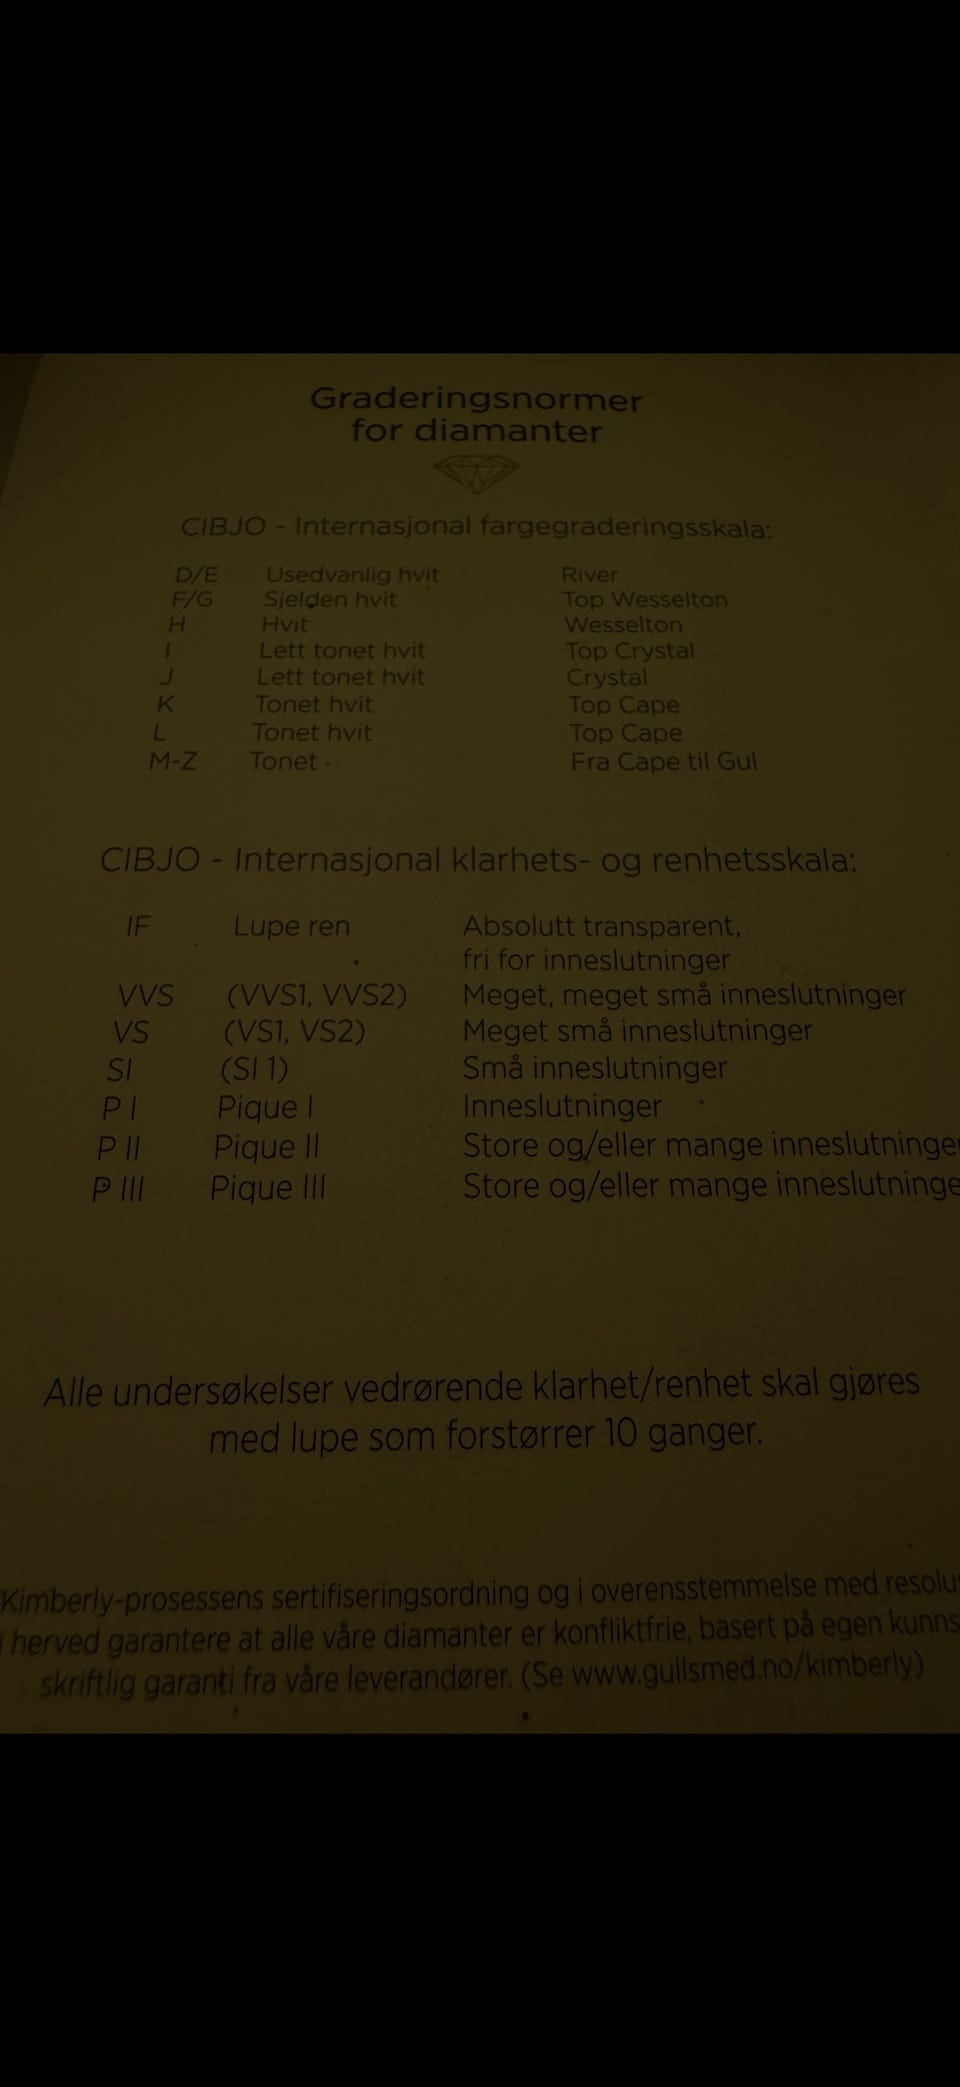 Graderingsnormer
for diamanter
CIBJO - Internasjonal fargegraderingsskala:
D/E Usedvanlig hvit River
F/G Sjelden hvit Top Wesselton
H Hvit Wesselton
I Lett tonet hvit Top Crystal
J Lett tonet hvit Crystal
K Tonet hvit Top Cape
L Tonet hvit Top Cape
M-Z Tonet Fra Cape til Gul
CIBJO - Internasjonal klarhets- og renhetsskala:
IF Lupe ren Absolutt transparent,
fri for inneslutninger
VVS (VVS1, VVS2) Meget, meget små inneslutninger
VS (VS1, VS2) Meget små inneslutninger
SI (SI 1) Små inneslutninger
P I Pique I Inneslutninger
P II Pique II Store og/eller mange inneslutninge
P III Pique III Store og/eller mange inneslutninge
Alle undersøkelser vedrørende klarhet/renhet skal gjøres
med lupe som forstørrer 10 ganger.
Kimberly-prosessens sertifiseringsordning og i overensstemmelse med resolu
i herved garantere at alle våre diamanter er konfliktfrie, basert på egen kunns
skriftlig garanti fra våre leverandører. (Se www.gullsmed.no/kimberly)